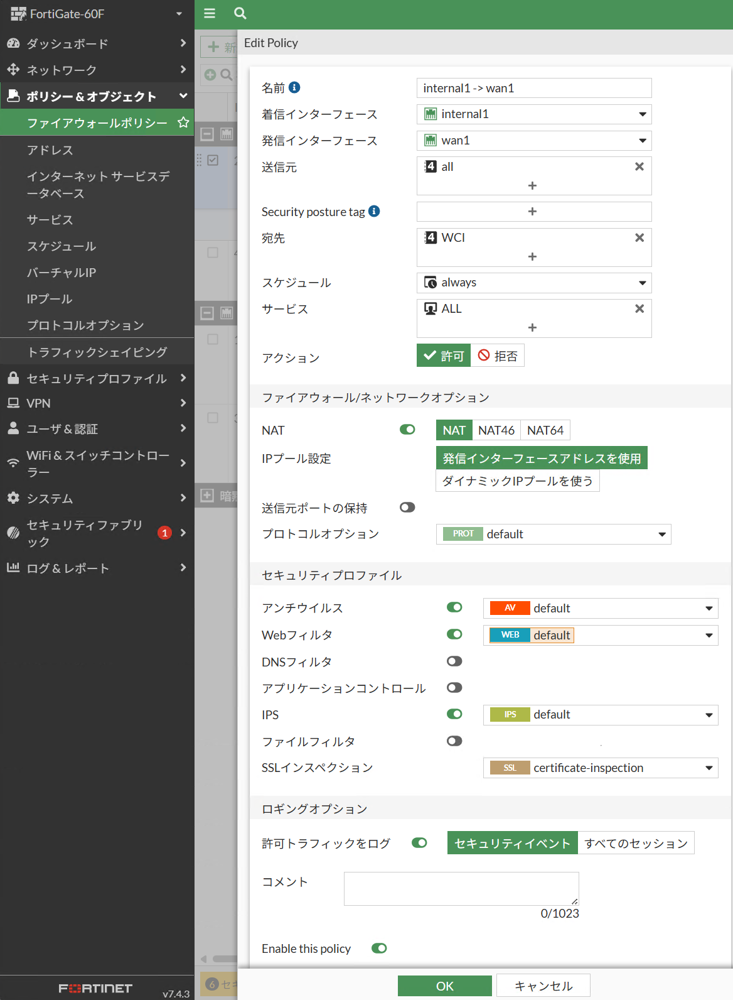 FortiGate-60F
ダッシュボード
ネットワーク
ポリシー & オブジェクト
ファイアウォールポリシー
アドレス
インターネット サービスデ
ータベース
サービス
スケジュール
バーチャルIP
IPプール
プロトコルオプション
トラフィックシェイピング
セキュリティプロファイル
VPN
ユーザ & 認証
WiFi & スイッチコントロー
ラー
システム
セキュリティファブリ
ック
1
ログ & レポート
FORTINET
v7.4.3
新
暗
6 セキ
Edit Policy
名前
internal1 -> wan1
着信インターフェース
internal1
発信インターフェース
wan1
送信元
4 all
Security posture tag
宛先
4 WCI
スケジュール
always
サービス
ALL
アクション
許可 拒否
ファイアウォール/ネットワークオプション
NAT
NAT NAT46 NAT64
IPプール設定
発信インターフェースアドレスを使用
ダイナミックIPプールを使う
送信元ポートの保持
プロトコルオプション
PROT default
セキュリティプロファイル
アンチウイルス
AV default
Webフィルタ
WEB default
DNSフィルタ
アプリケーションコントロール
IPS
IPS default
ファイルフィルタ
SSLインスペクション
SSL certificate-inspection
ロギングオプション
許可トラフィックをログ
セキュリティイベント すべてのセッション
コメント
0/1023
Enable this policy
OK キャンセル